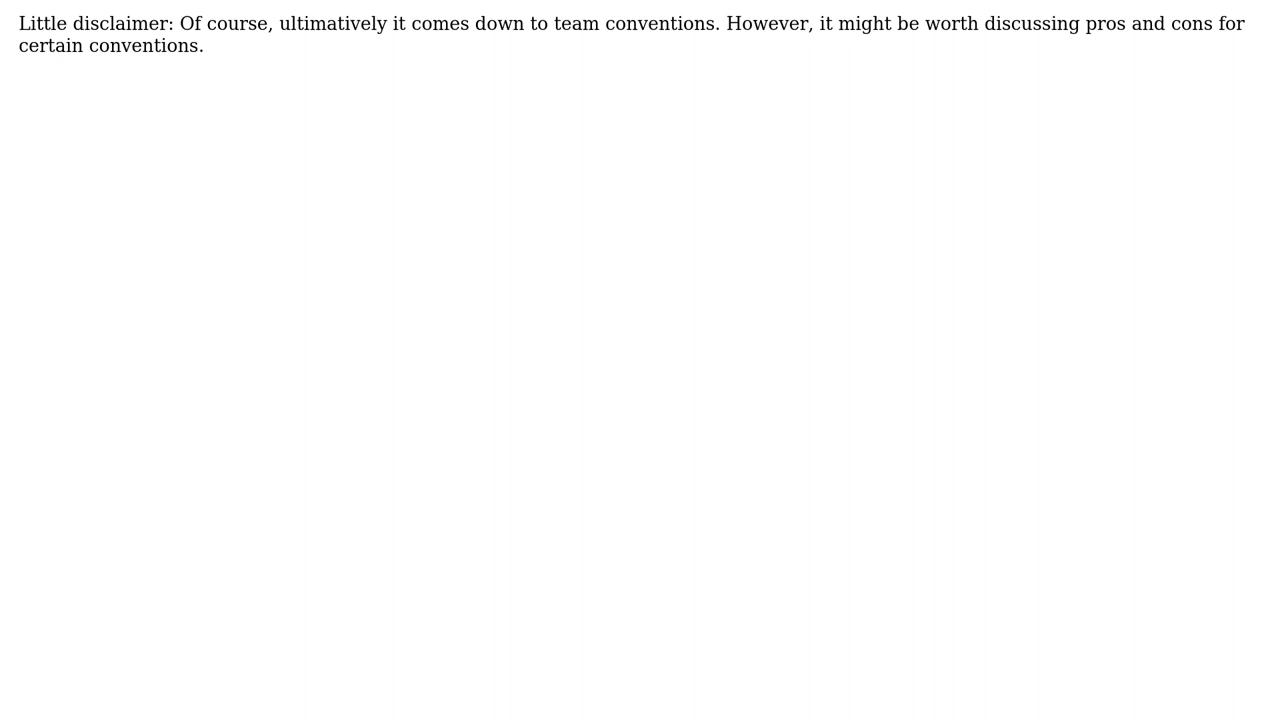 Little disclaimer: Of course, ultimatively it comes down to team conventions. However, it might be worth discussing pros and cons for
certain conventions.